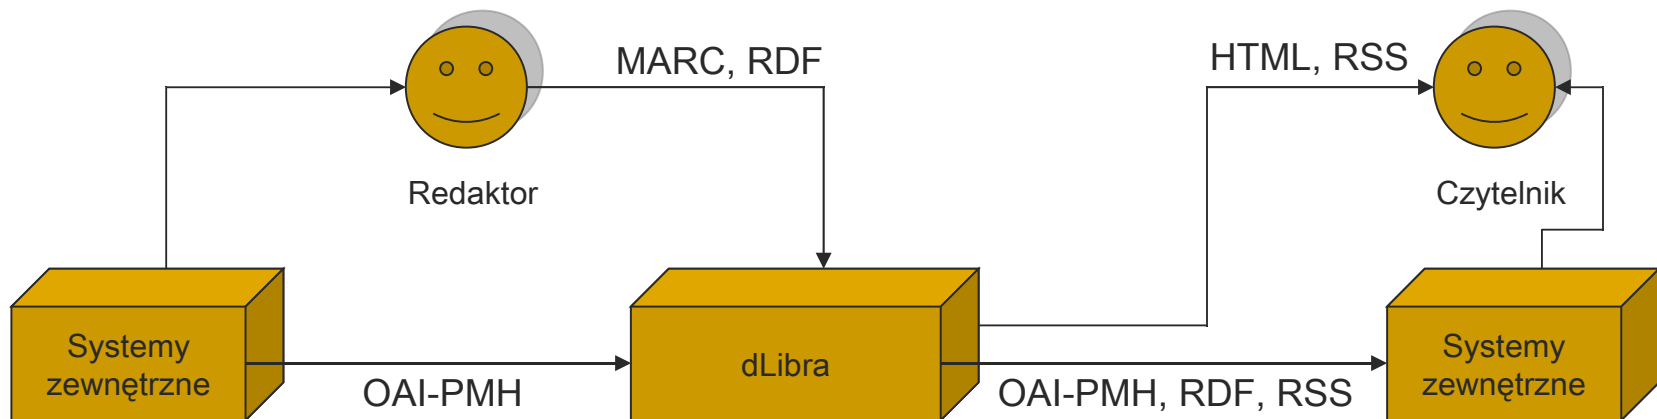 MARC, RDF
HTML, RSS
Redaktor
Czytelnik
Systemy
zewnętrzne
dLibra
Systemy
zewnętrzne
OAI-PMH
OAI-PMH, RDF, RSS